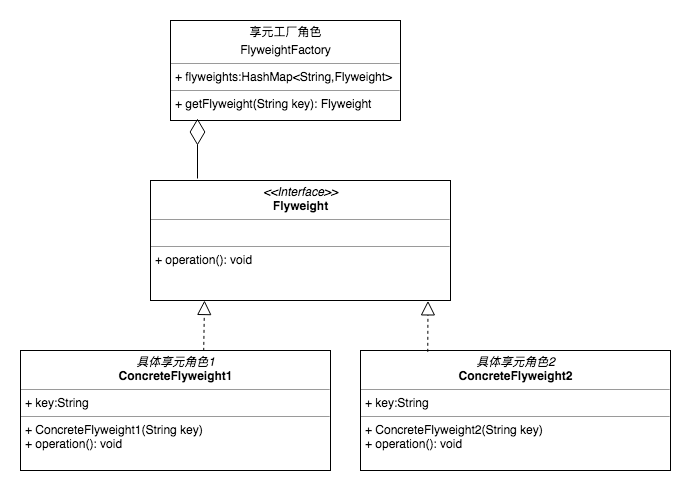 享元工厂角色
FlyweightFactory
+ flyweights:HashMap<String,Flyweight>
+ getFlyweight(String key): Flyweight
<<Interface>>
Flyweight
+ operation(): void
具体享元角色1
ConcreteFlyweight1
+ key:String
+ ConcreteFlyweight1(String key)
+ operation(): void
具体享元角色2
ConcreteFlyweight2
+ key:String
+ ConcreteFlyweight2(String key)
+ operation(): void